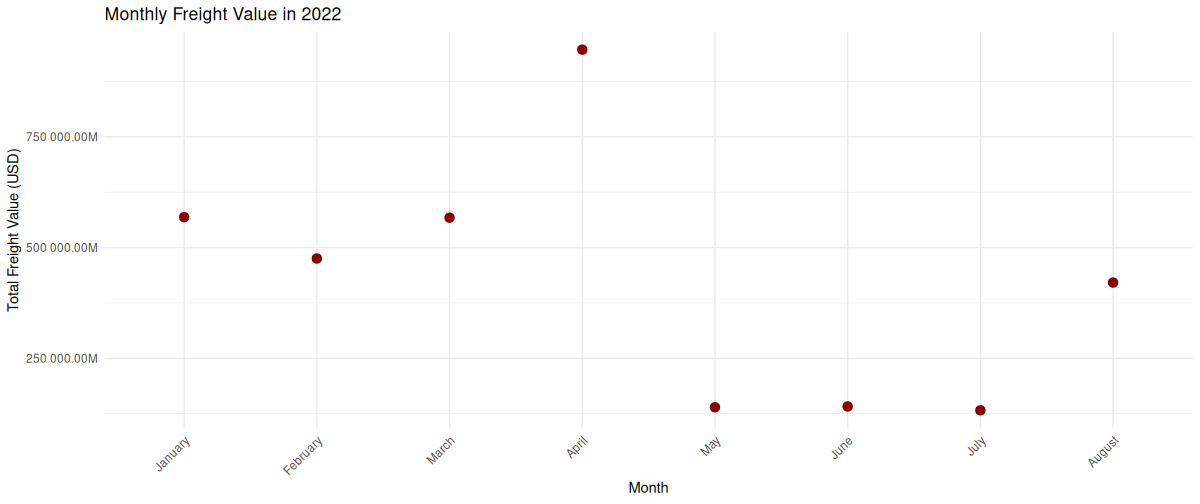 Monthly Freight Value in 2022
Total Freight Value (USD)
750 000.00M
500 000.00M
250 000.00M
January
February
March
April
May
June
July
August
Month